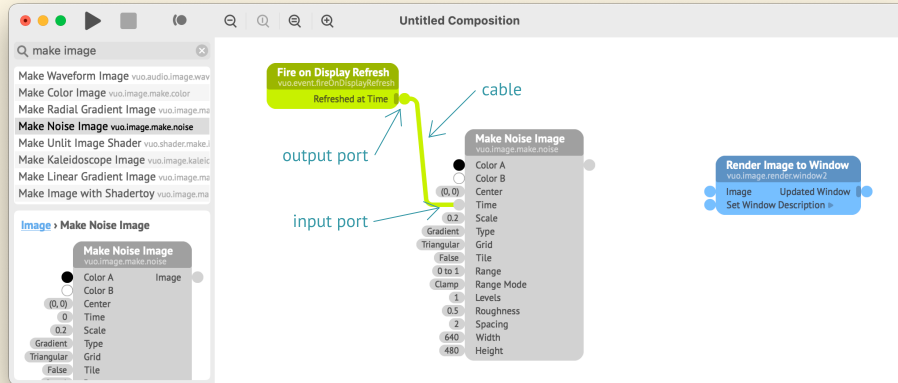 Untitled Composition
make image
Make Waveform Image vuo.audio.image.wav
Make Color Image vuo.image.make.color
Make Radial Gradient Image vuo.image.ma
Make Noise Image vuo.image.make.noise
Make Unlit Image Shader vuo.shader.make.i
Make Kaleidoscope Image vuo.image.kaleic
Make Linear Gradient Image vuo.image.ma
Make Image with Shadertoy vuo.image.ma
Image › Make Noise Image
Make Noise Image
vuo.image.make.noise
Color A Image
Color B
(0, 0) Center
0 Time
0.2 Scale
Gradient Type
Triangular Grid
False Tile
Fire on Display Refresh
vuo.event.fireOnDisplayRefresh
Refreshed at Time
cable
output port
input port
Make Noise Image
vuo.image.make.noise
Color A
Color B
(0, 0) Center
Time
0.2 Scale
Gradient Type
Triangular Grid
False Tile
0 to 1 Range
Clamp Range Mode
1 Levels
0.5 Roughness
2 Spacing
640 Width
480 Height
Render Image to Window
vuo.image.render.window2
Image Updated Window
Set Window Description